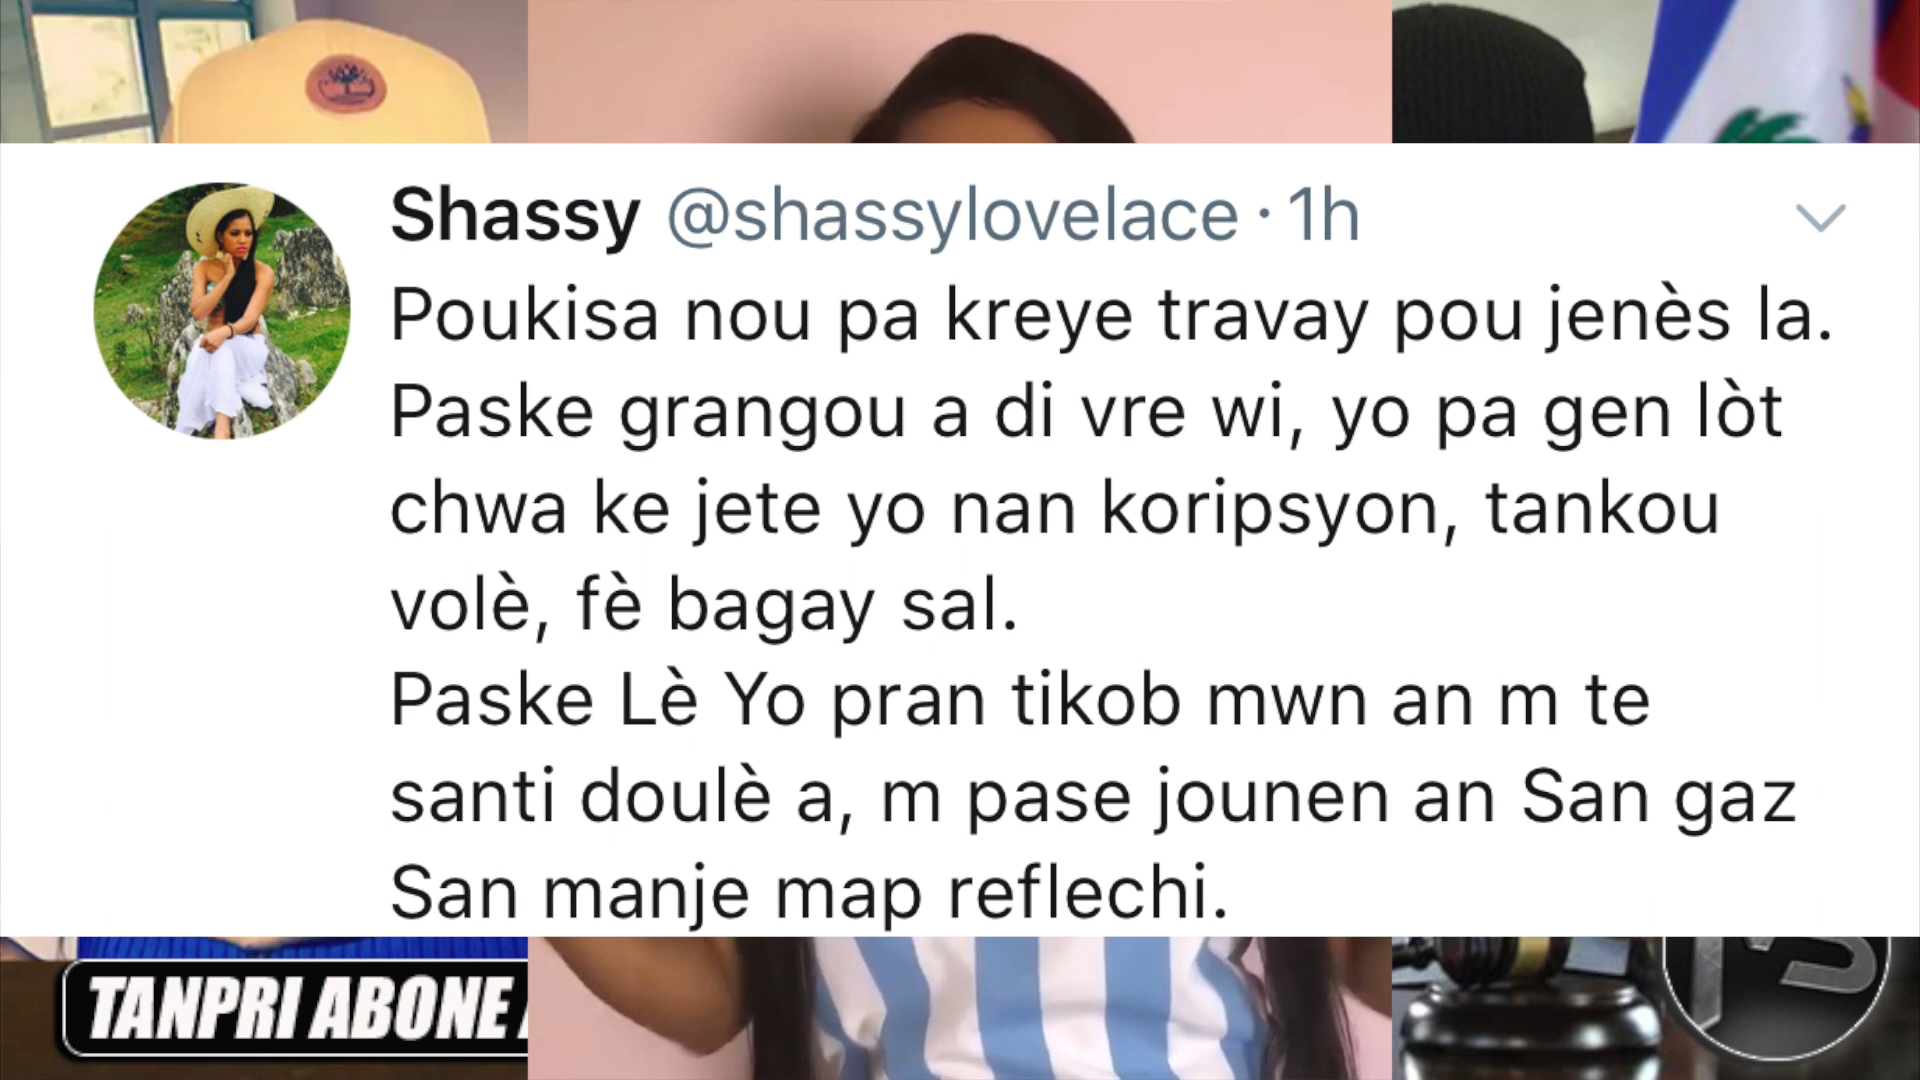 Shassy @shassylovelace · 1h
Poukisa nou pa kreye travay pou jenès la.
Paske grangou a di vre wi, yo pa gen lòt
chwa ke jete yo nan koripsyon, tankou
volè, fè bagay sal.
Paske Lè Yo pran tikob mwn an m te
santi doulè a, m pase jounen an San gaz
San manje map reflechi.
TANPRI ABONE